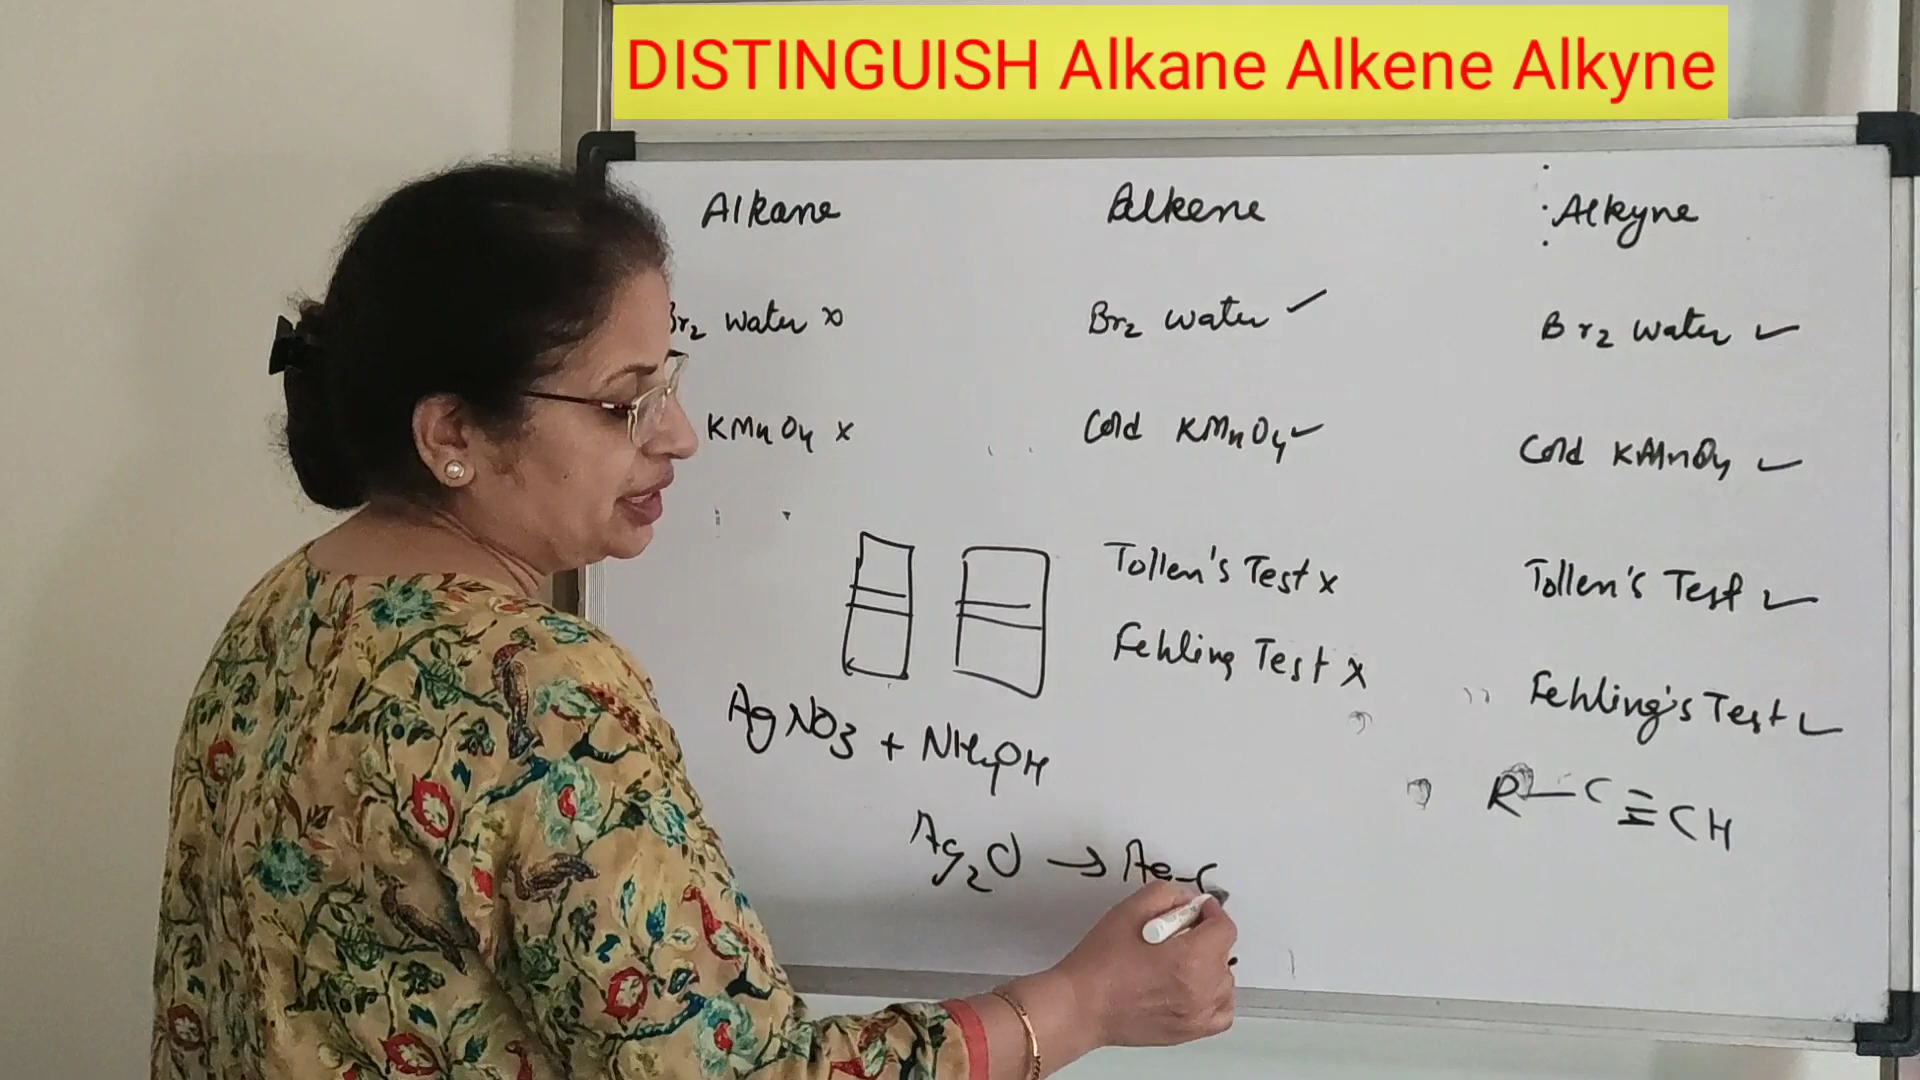 DISTINGUISH Alkane Alkene Alkyne
Alkane Alkene Alkyne
Br2 water x Br2 water ✓ Br2 water ✓
KMnO4 x Cold KMnO4 ✓ Cold KMnO4 ✓
Tollen's Test x Tollen's Test ✓
Fehling Test x Fehling's Test ✓
AgNO3 + NH4OH
R—C≡CH
Ag2O →